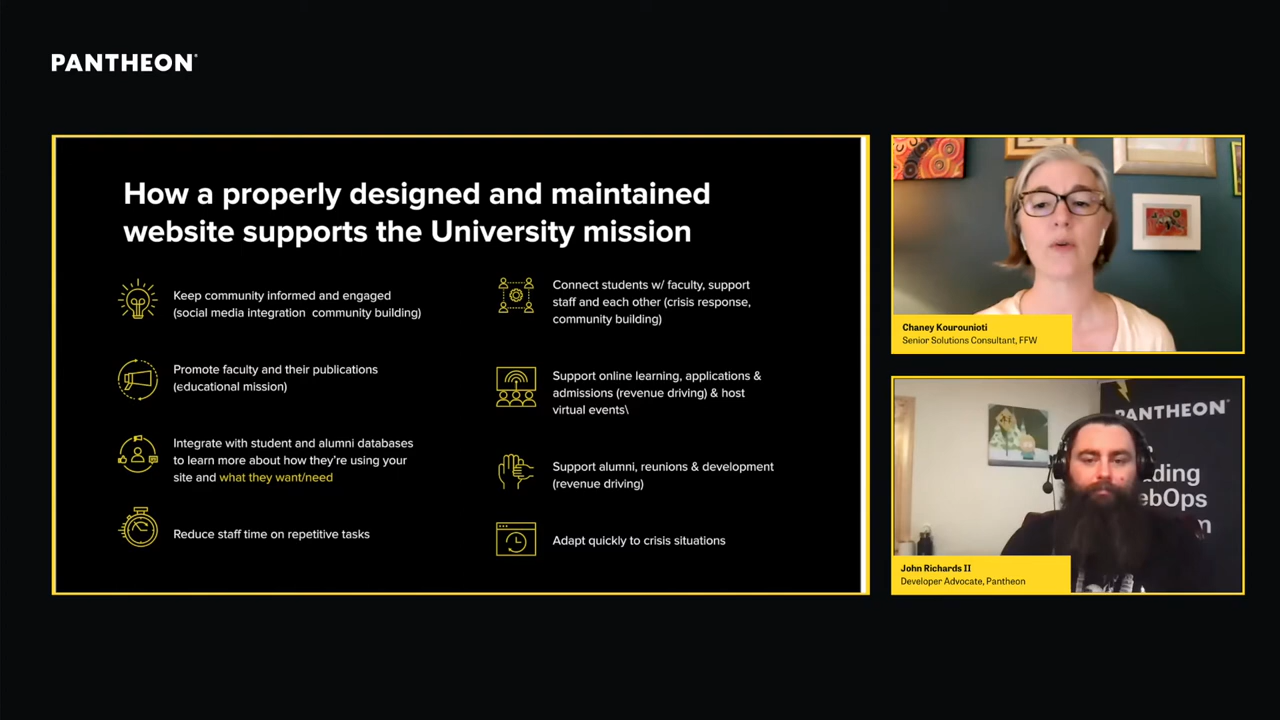 PANTHEON®
How a properly designed and maintained
website supports the University mission
Keep community informed and engaged
(social media integration  community building)
Promote faculty and their publications
(educational mission)
Integrate with student and alumni databases
to learn more about how they're using your
site and what they want/need
Reduce staff time on repetitive tasks
Connect students w/ faculty, support
staff and each other (crisis response,
community building)
Support online learning, applications &
admissions (revenue driving) & host
virtual events\
Support alumni, reunions & development
(revenue driving)
Adapt quickly to crisis situations
Chaney Kourounioti
Senior Solutions Consultant, FFW
PANTHEON®
John Richards II
Developer Advocate, Pantheon